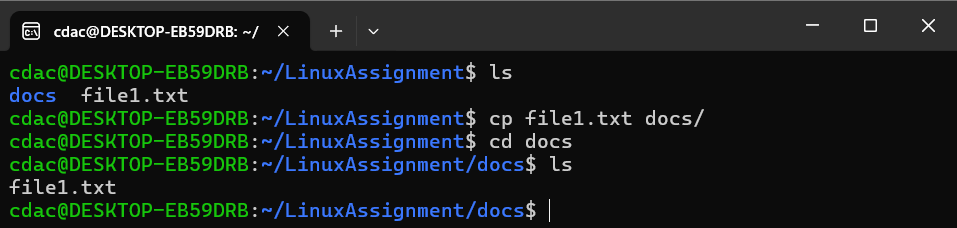 cdac@DESKTOP-EB59DRB: ~/
cdac@DESKTOP-EB59DRB:~/LinuxAssignment$ ls
docs  file1.txt
cdac@DESKTOP-EB59DRB:~/LinuxAssignment$ cp file1.txt docs/
cdac@DESKTOP-EB59DRB:~/LinuxAssignment$ cd docs
cdac@DESKTOP-EB59DRB:~/LinuxAssignment/docs$ ls
file1.txt
cdac@DESKTOP-EB59DRB:~/LinuxAssignment/docs$